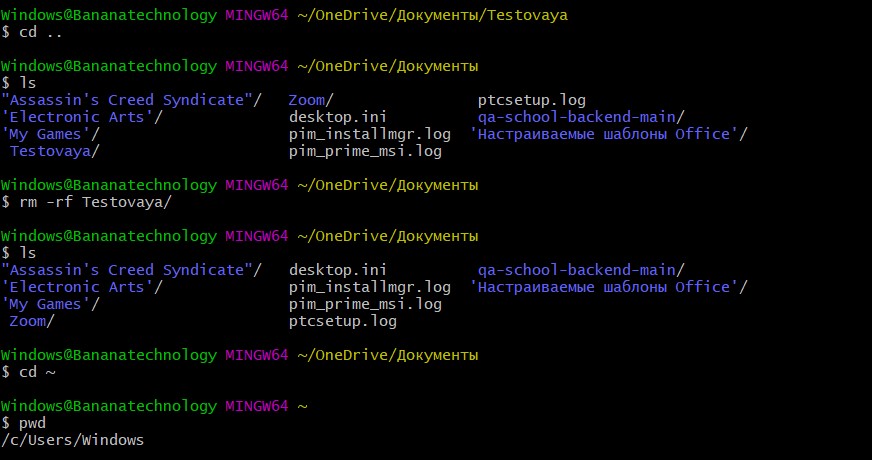 Windows@Bananatechnology MINGW64 ~/OneDrive/Документы/Testovaya
$ cd ..
Windows@Bananatechnology MINGW64 ~/OneDrive/Документы
$ ls
"Assassin's Creed Syndicate"/   Zoom/                ptcsetup.log
'Electronic Arts'/              desktop.ini          qa-school-backend-main/
'My Games'/                     pim_installmgr.log  'Настраиваемые шаблоны Office'/
 Testovaya/                     pim_prime_msi.log
Windows@Bananatechnology MINGW64 ~/OneDrive/Документы
$ rm -rf Testovaya/
Windows@Bananatechnology MINGW64 ~/OneDrive/Документы
$ ls
"Assassin's Creed Syndicate"/   desktop.ini          qa-school-backend-main/
'Electronic Arts'/              pim_installmgr.log  'Настраиваемые шаблоны Office'/
'My Games'/                     pim_prime_msi.log
 Zoom/                          ptcsetup.log
Windows@Bananatechnology MINGW64 ~/OneDrive/Документы
$ cd ~
Windows@Bananatechnology MINGW64 ~
$ pwd
/c/Users/Windows